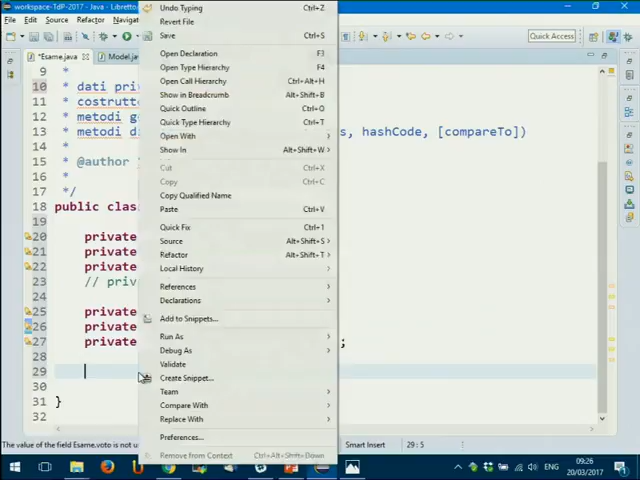 workspace-TdP-2017 - Java - Libretto
File Edit Source Refactor Navigate
Quick Access
*Esame.java
Model.jav
9 *
10 * dati pri
11 * costrutto
12 * metodi g
13 * metodi di s, hashCode, [compareTo])
14 *
15 * @author
16 *
17 */
18 public clas
19
20 private
21 private
22 private
23 // priv
24
25 private
26 private
27 private ;
28
29
30
31 }
32
Undo Typing Ctrl+Z
Revert File
Save Ctrl+S
Open Declaration F3
Open Type Hierarchy F4
Open Call Hierarchy Ctrl+Alt+H
Show in Breadcrumb Alt+Shift+B
Quick Outline Ctrl+O
Quick Type Hierarchy Ctrl+T
Open With
Show In Alt+Shift+W
Cut Ctrl+X
Copy Ctrl+C
Copy Qualified Name
Paste Ctrl+V
Quick Fix Ctrl+1
Source Alt+Shift+S
Refactor Alt+Shift+T
Local History
References
Declarations
Add to Snippets...
Run As
Debug As
Validate
Create Snippet...
Team
Compare With
Replace With
Preferences...
Remove from Context Ctrl+Alt+Shift+Down
The value of the field Esame.voto is not u
Smart Insert
29 : 5
ENG
09:26
20/03/2017